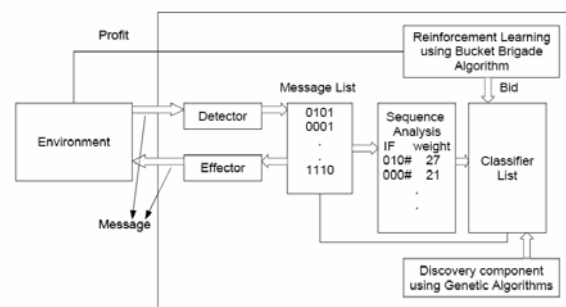 Profit
Reinforcement Learning
using Bucket Brigade
Algorithm
Message List
Bid
Environment
Detector
Effector
0101
0001
.
.
1110
Sequence
Analysis
IF weight
010# 27
000# 21
.
.
Classifier
List
Message
Discovery component
using Genetic Algorithms